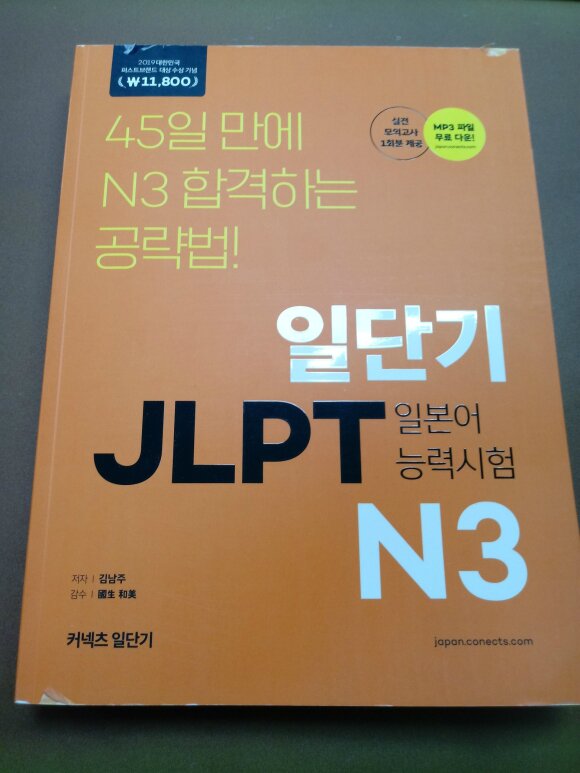 2019 대한민국
퍼스트브랜드 대상 수상 기념
《 ₩11,800 》
실전
모의고사
1회분 제공
MP3 파일
무료 다운!
japan.conects.com
45일 만에
N3 합격하는
공략법!
일단기
JLPT 일본어
능력시험
N3
저자 | 김남주
감수 | 國生 和美
커넥츠 일단기
japan.conects.com